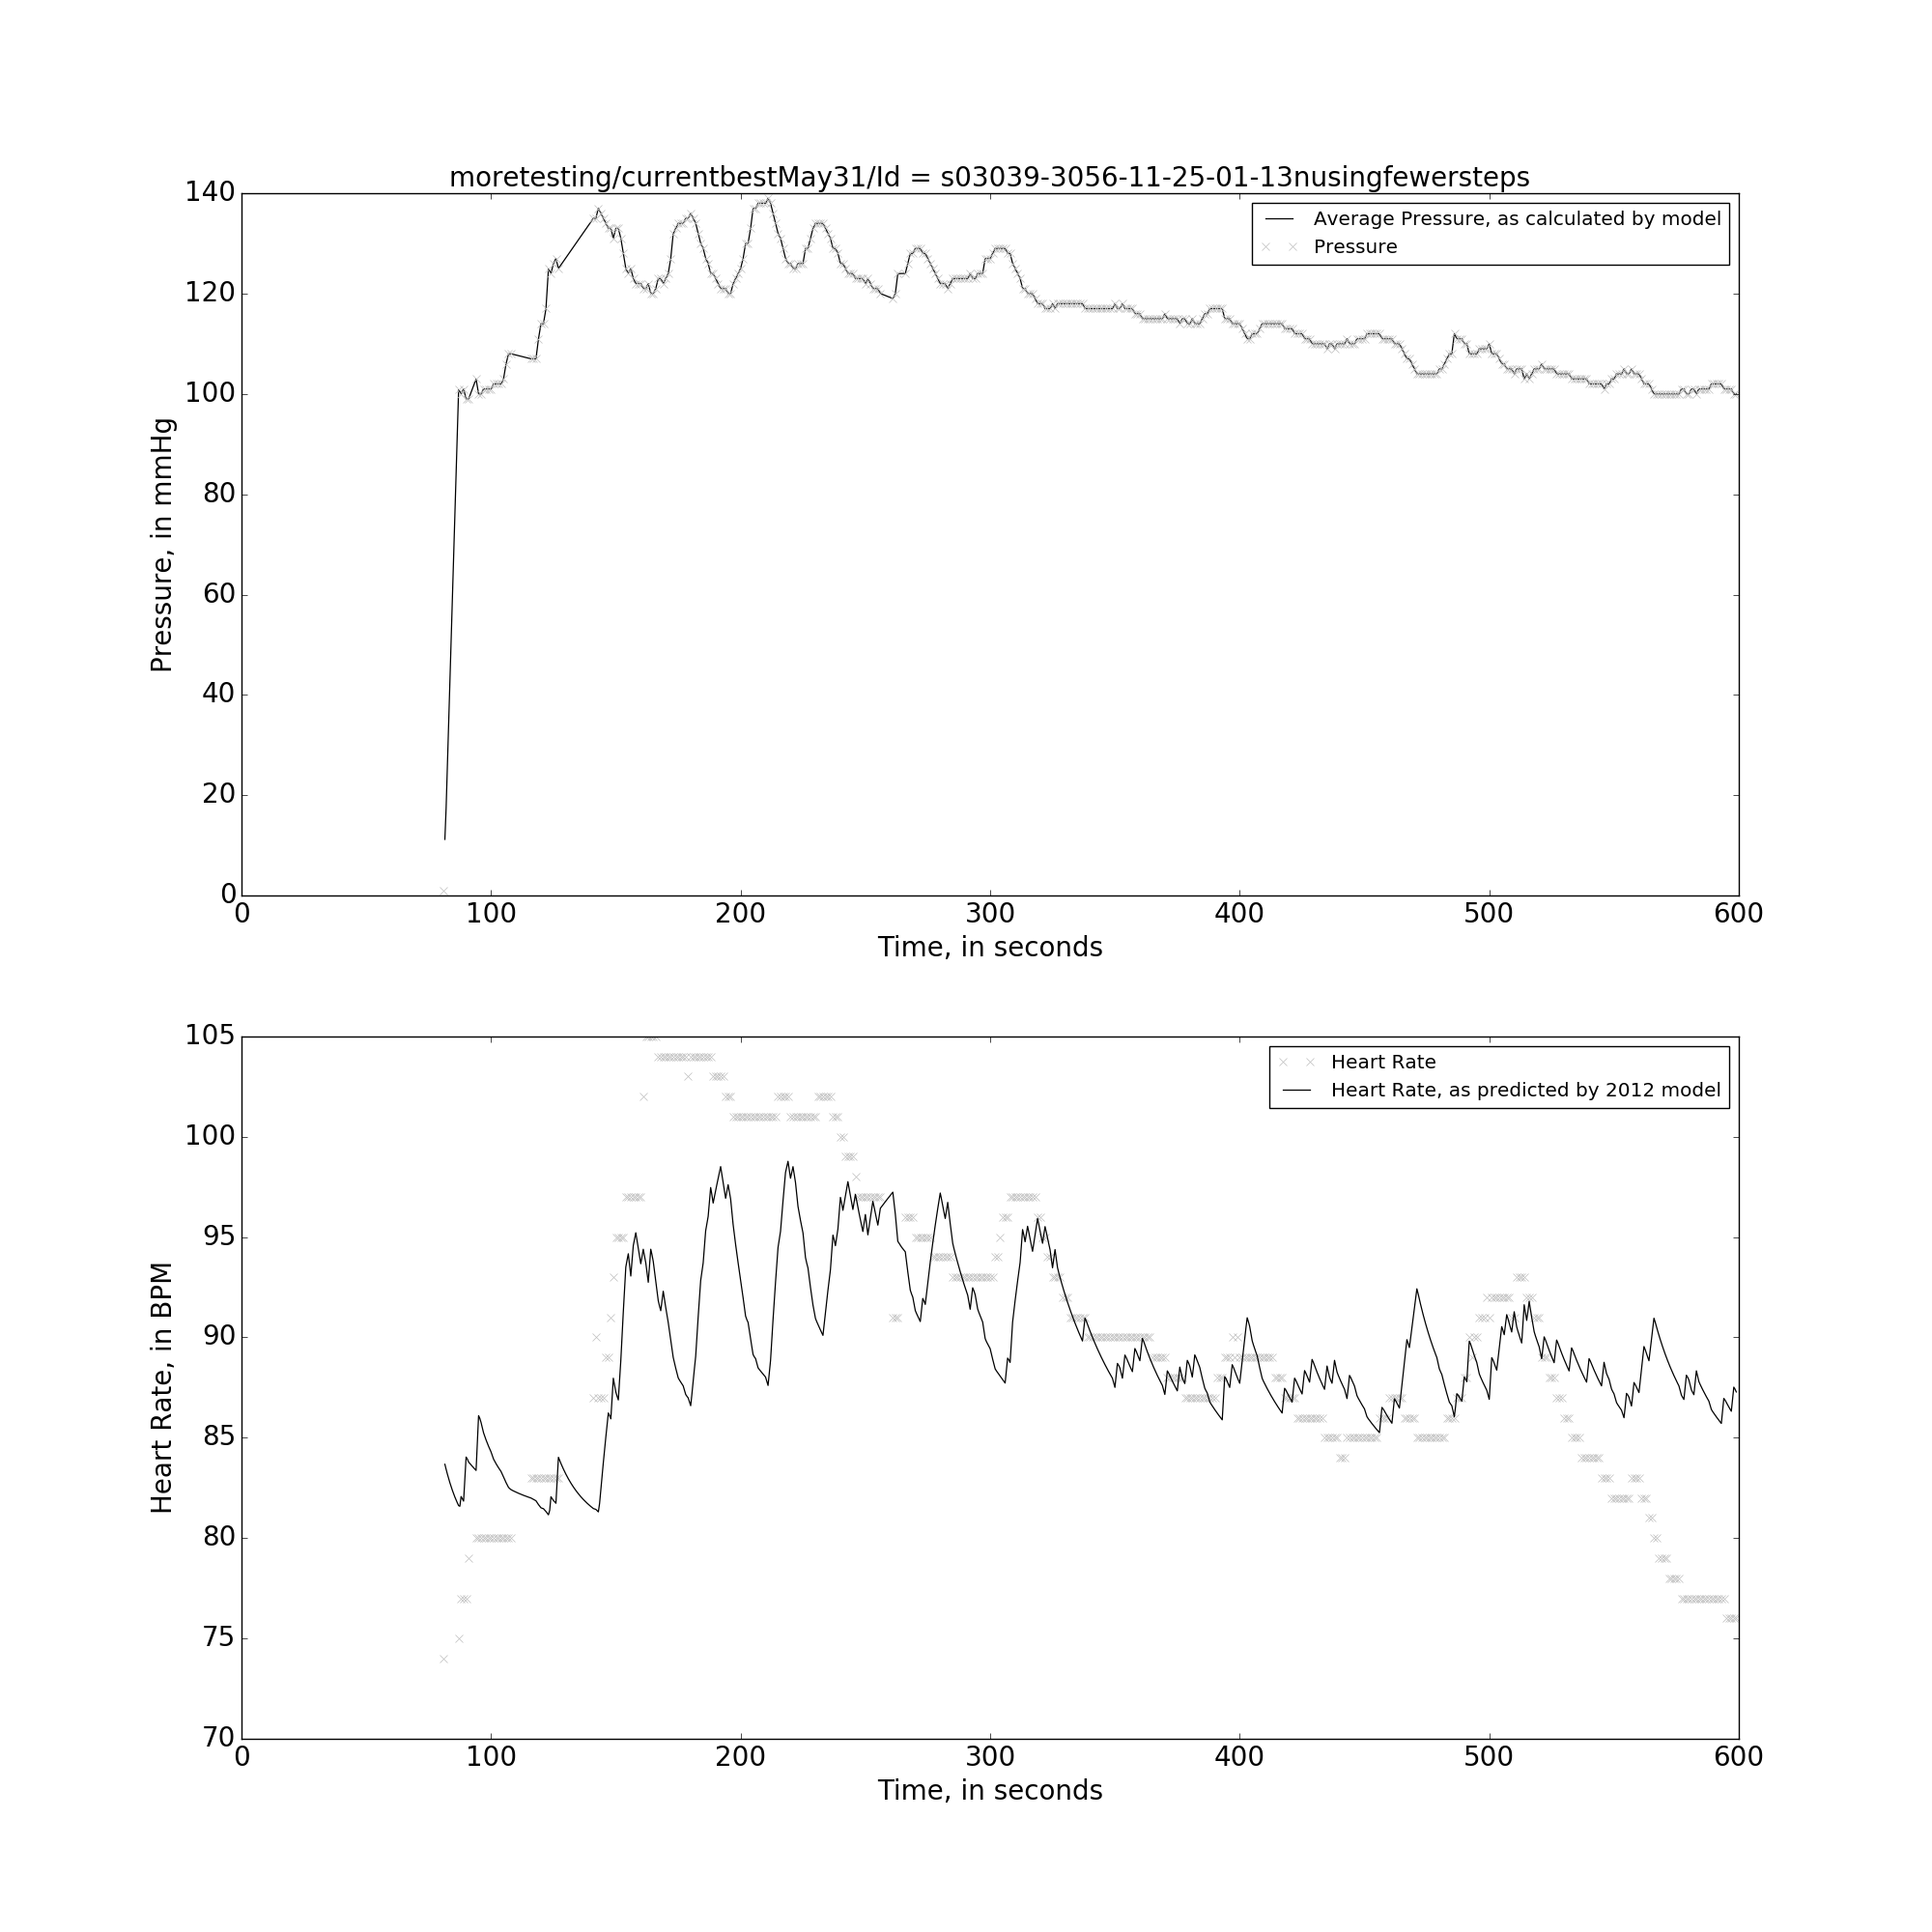 moretesting/currentbestMay31/Id = s03039-3056-11-25-01-13nusingfewersteps
140
120
100
80
60
40
20
0
Pressure, in mmHg
Average Pressure, as calculated by model
Pressure
0 100 200 300 400 500 600
Time, in seconds
105
100
95
90
85
80
75
70
Heart Rate, in BPM
Heart Rate
Heart Rate, as predicted by 2012 model
0 100 200 300 400 500 600
Time, in seconds